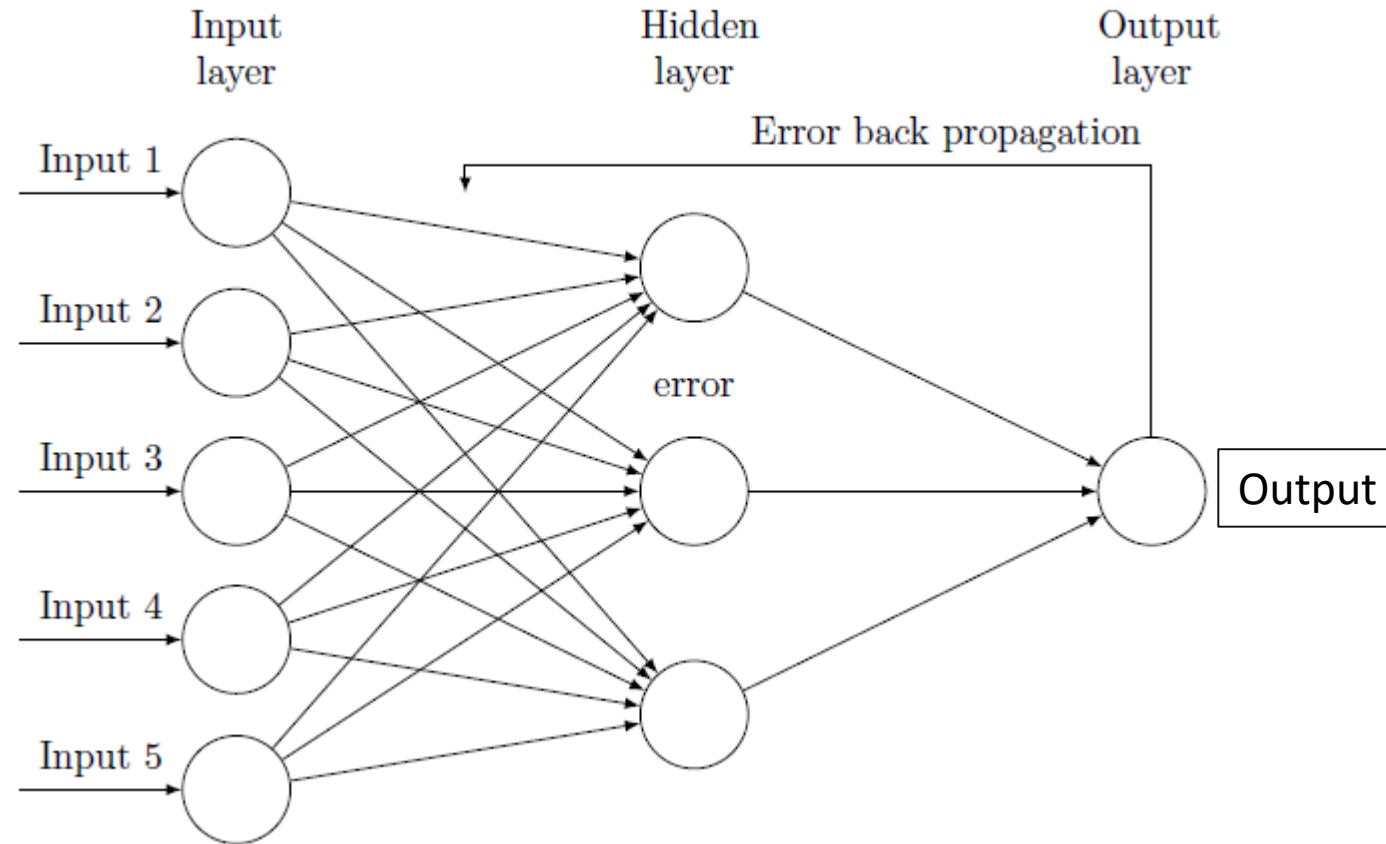 Input
layer
Hidden
layer
Output
layer
Error back propagation
Input 1
Input 2
error
Input 3
Output
Input 4
Input 5